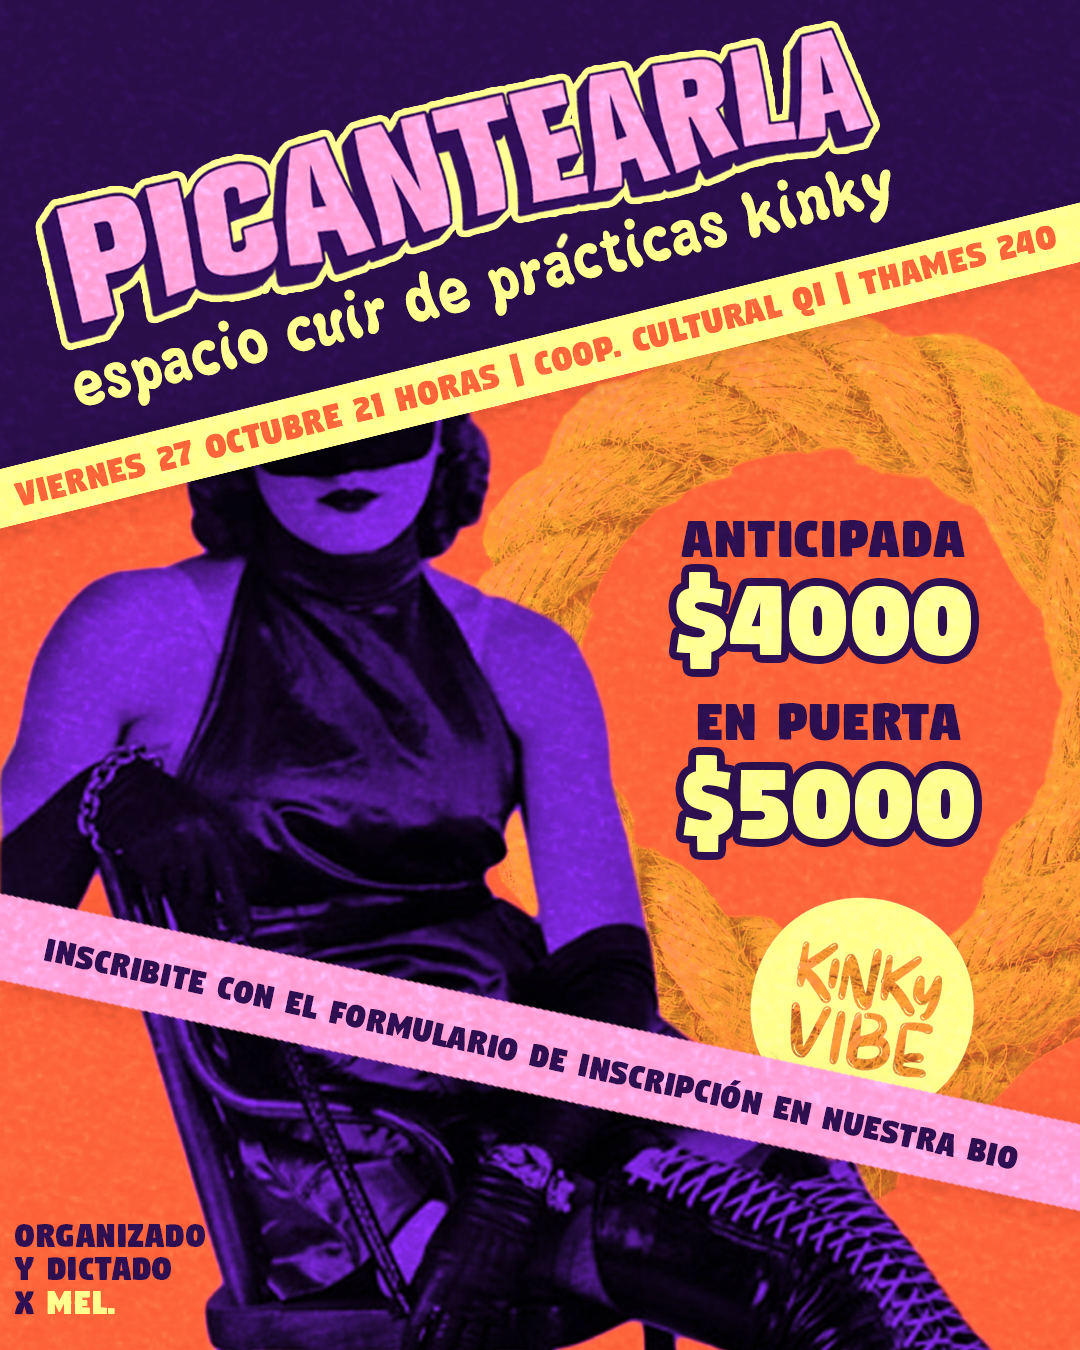 PICANTEARLA
espacio cuir de prácticas kinky
VIERNES 27 OCTUBRE 21 HORAS | COOP. CULTURAL QI | THAMES 240
ANTICIPADA
$4000
EN PUERTA
$5000
KINKY
VIBE
INSCRIBITE CON EL FORMULARIO DE INSCRIPCIÓN EN NUESTRA BIO
ORGANIZADO
Y DICTADO
X MEL.